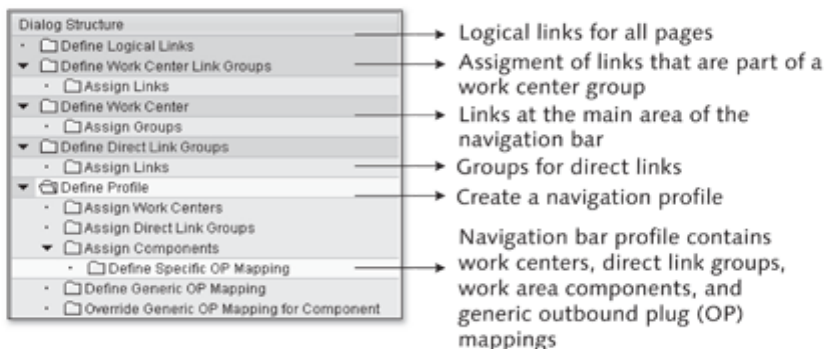 Dialog Structure
Define Logical Links
Define Work Center Link Groups
Assign Links
Define Work Center
Assign Groups
Define Direct Link Groups
Assign Links
Define Profile
Assign Work Centers
Assign Direct Link Groups
Assign Components
Define Specific OP Mapping
Define Generic OP Mapping
Override Generic OP Mapping for Component
Logical links for all pages
Assigment of links that are part of a
work center group
Links at the main area of the
navigation bar
Groups for direct links
Create a navigation profile
Navigation bar profile contains
work centers, direct link groups,
work area components, and
generic outbound plug (OP)
mappings